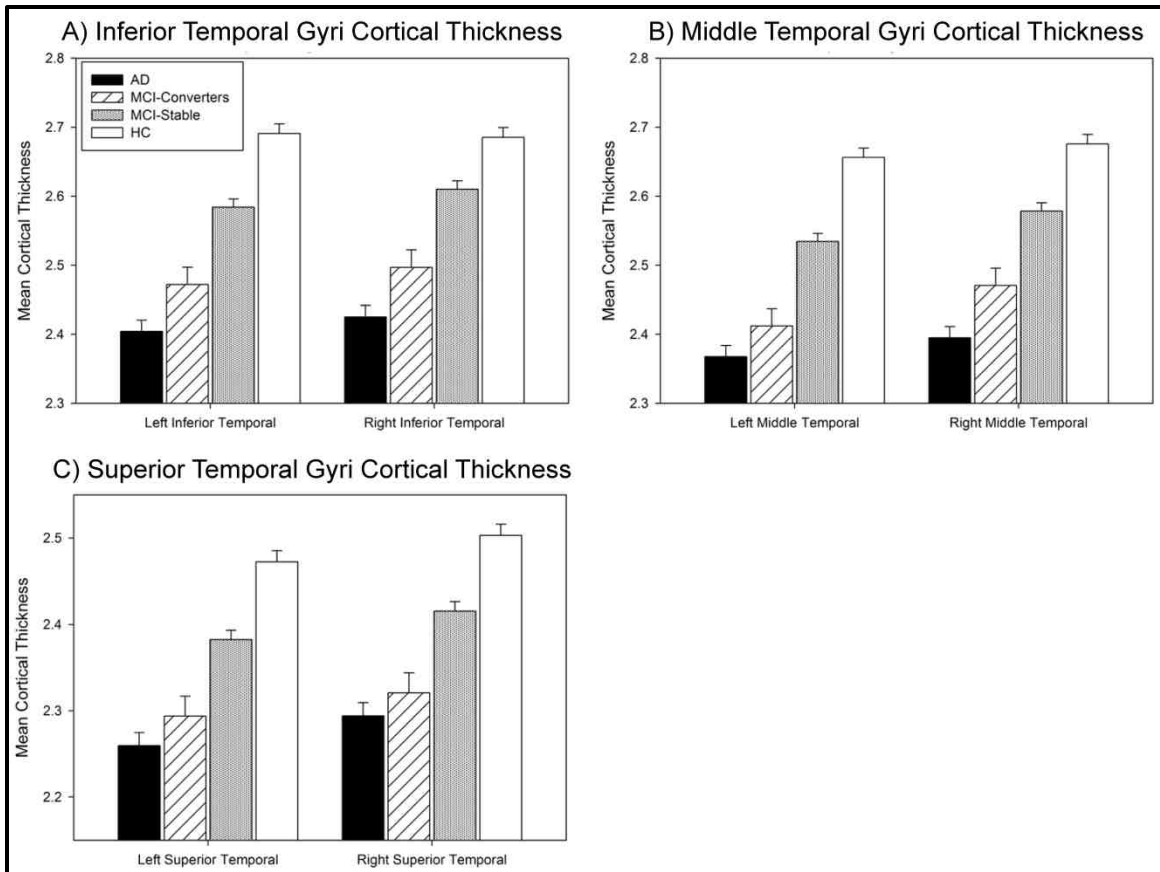 A) Inferior Temporal Gyri Cortical Thickness
2.8
2.7
2.6
2.5
2.4
2.3
Mean Cortical Thickness
AD
MCI-Converters
MCI-Stable
HC
Left Inferior Temporal
Right Inferior Temporal
B) Middle Temporal Gyri Cortical Thickness
2.8
2.7
2.6
2.5
2.4
2.3
Mean Cortical Thickness
Left Middle Temporal
Right Middle Temporal
C) Superior Temporal Gyri Cortical Thickness
2.5
2.4
2.3
2.2
Mean Cortical Thickness
Left Superior Temporal
Right Superior Temporal